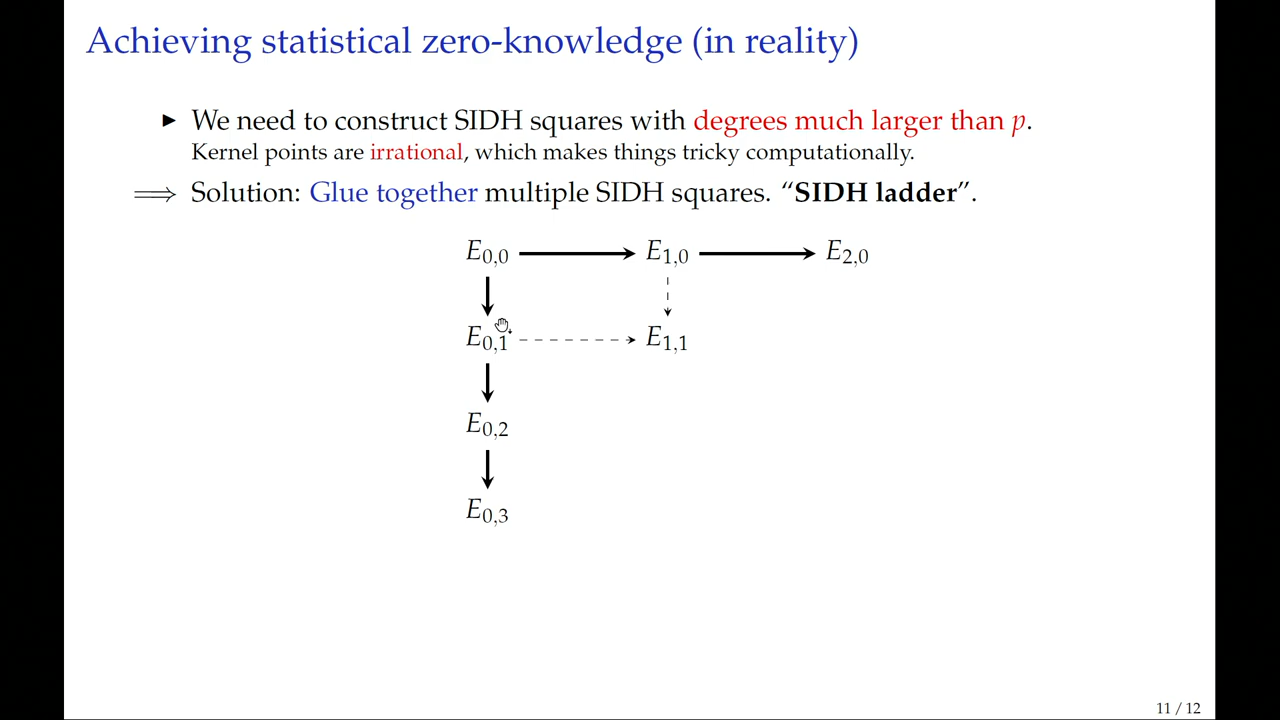 Achieving statistical zero-knowledge (in reality)
▶ We need to construct SIDH squares with degrees much larger than p.
Kernel points are irrational, which makes things tricky computationally.
⟹ Solution: Glue together multiple SIDH squares. “SIDH ladder”.
E0,0 E1,0 E2,0
E0,1 E1,1
E0,2
E0,3
11 / 12